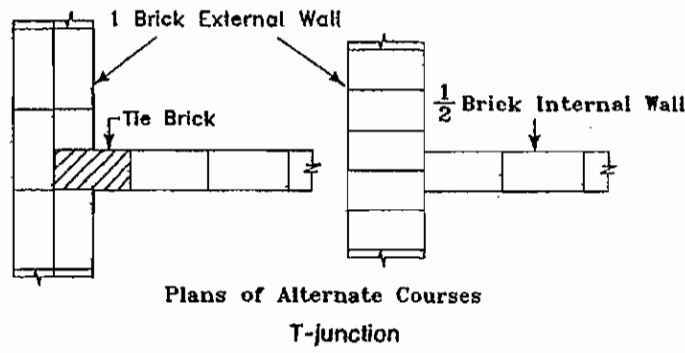 1 Brick External Wall
Tie Brick
1/2 Brick Internal Wall
Plans of Alternate Courses
T-junction